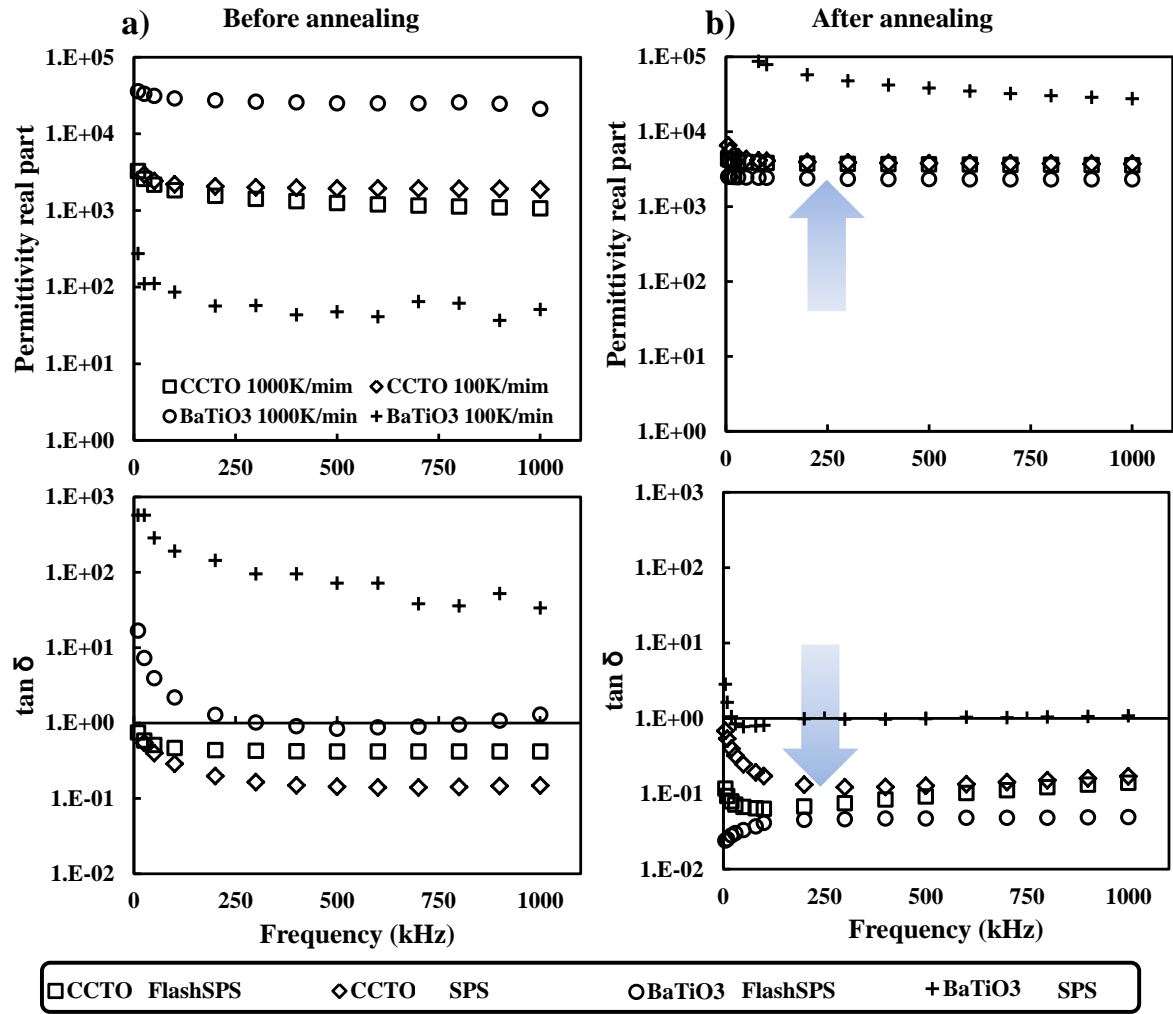 a) Before annealing
b) After annealing
Permittivity real part
1.E+05
1.E+04
1.E+03
1.E+02
1.E+01
1.E+00
CCTO 1000K/mim CCTO 100K/mim
BaTiO3 1000K/min BaTiO3 100K/min
0 250 500 750 1000
Permittivity real part
1.E+05
1.E+04
1.E+03
1.E+02
1.E+01
1.E+00
0 250 500 750 1000
tan δ
1.E+03
1.E+02
1.E+01
1.E+00
1.E-01
1.E-02
0 250 500 750 1000
Frequency (kHz)
tan δ
1.E+03
1.E+02
1.E+01
1.E+00
1.E-01
1.E-02
0 250 500 750 1000
Frequency (kHz)
CCTO FlashSPS CCTO SPS BaTiO3 FlashSPS BaTiO3 SPS